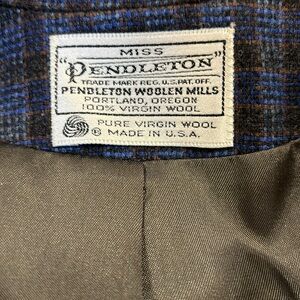 MISS
"PENDLETON"
TRADE MARK REG. U.S. PAT. OFF.
PENDLETON WOOLEN MILLS
PORTLAND, OREGON
100% VIRGIN WOOL
PURE VIRGIN WOOL
® MADE IN U.S.A.